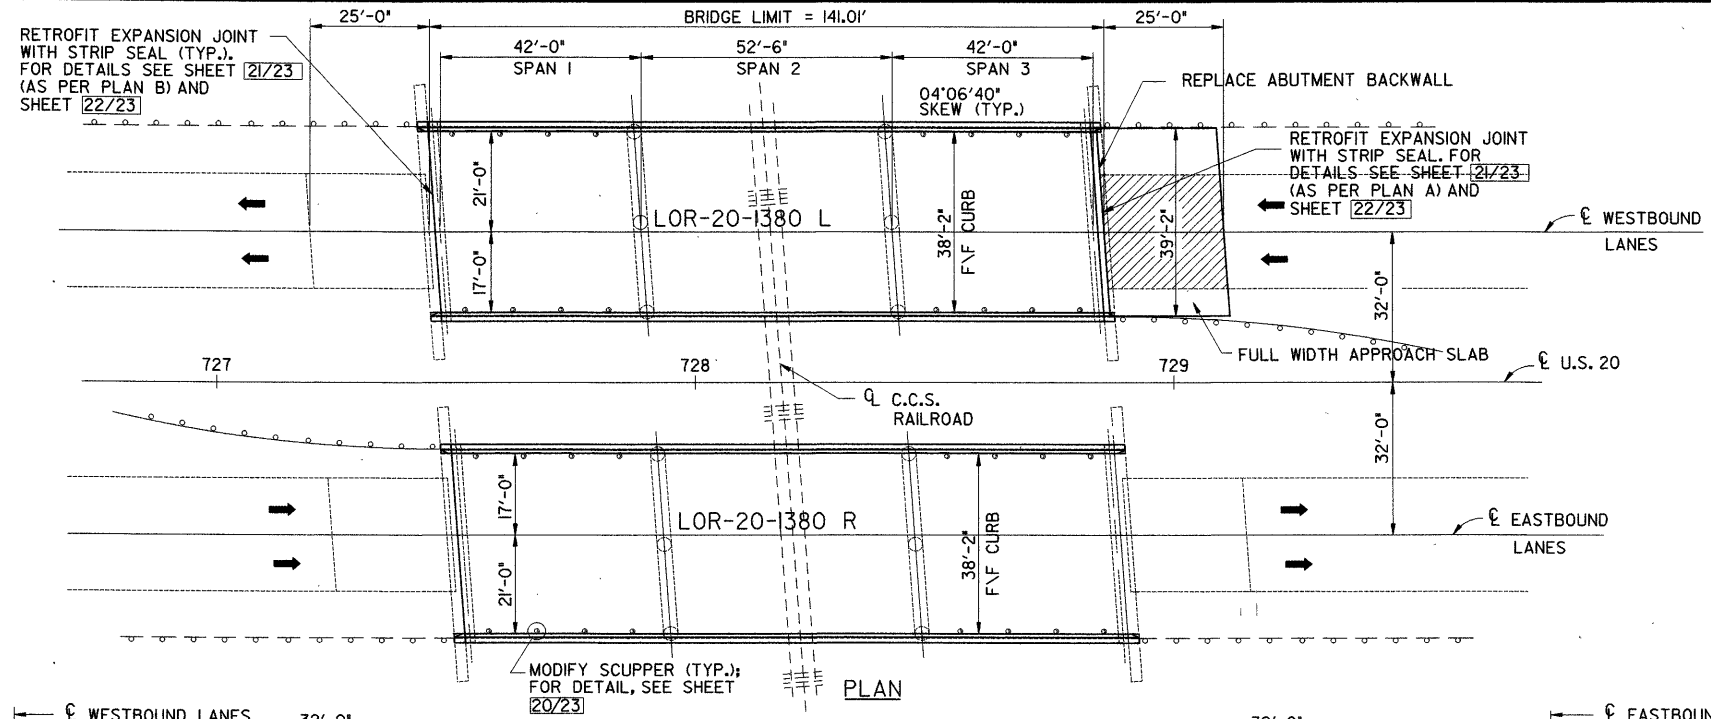 25'-0"
BRIDGE LIMIT = 141.01'
25'-0"
RETROFIT EXPANSION JOINT
WITH STRIP SEAL (TYP.).
FOR DETAILS SEE SHEET 21/23
(AS PER PLAN B) AND
SHEET 22/23
42'-0"
SPAN 1
52'-6"
SPAN 2
42'-0"
SPAN 3
04°06'40"
SKEW (TYP.)
REPLACE ABUTMENT BACKWALL
RETROFIT EXPANSION JOINT
WITH STRIP SEAL. FOR
DETAILS SEE SHEET 21/23
(AS PER PLAN A) AND
SHEET 22/23
21'-0"
17'-0"
LOR-20-1380 L
38'-2"
F\F CURB
39'-2"
℄ WESTBOUND
LANES
32'-0"
FULL WIDTH APPROACH SLAB
727
728
729
℄ U.S. 20
℄ C.C.S.
RAILROAD
32'-0"
17'-0"
21'-0"
LOR-20-1380 R
38'-2"
F\F CURB
℄ EASTBOUND
LANES
MODIFY SCUPPER (TYP.);
FOR DETAIL, SEE SHEET
20/23
PLAN
℄ WESTBOUND LANES
32'-0"
℄ EASTBOUN